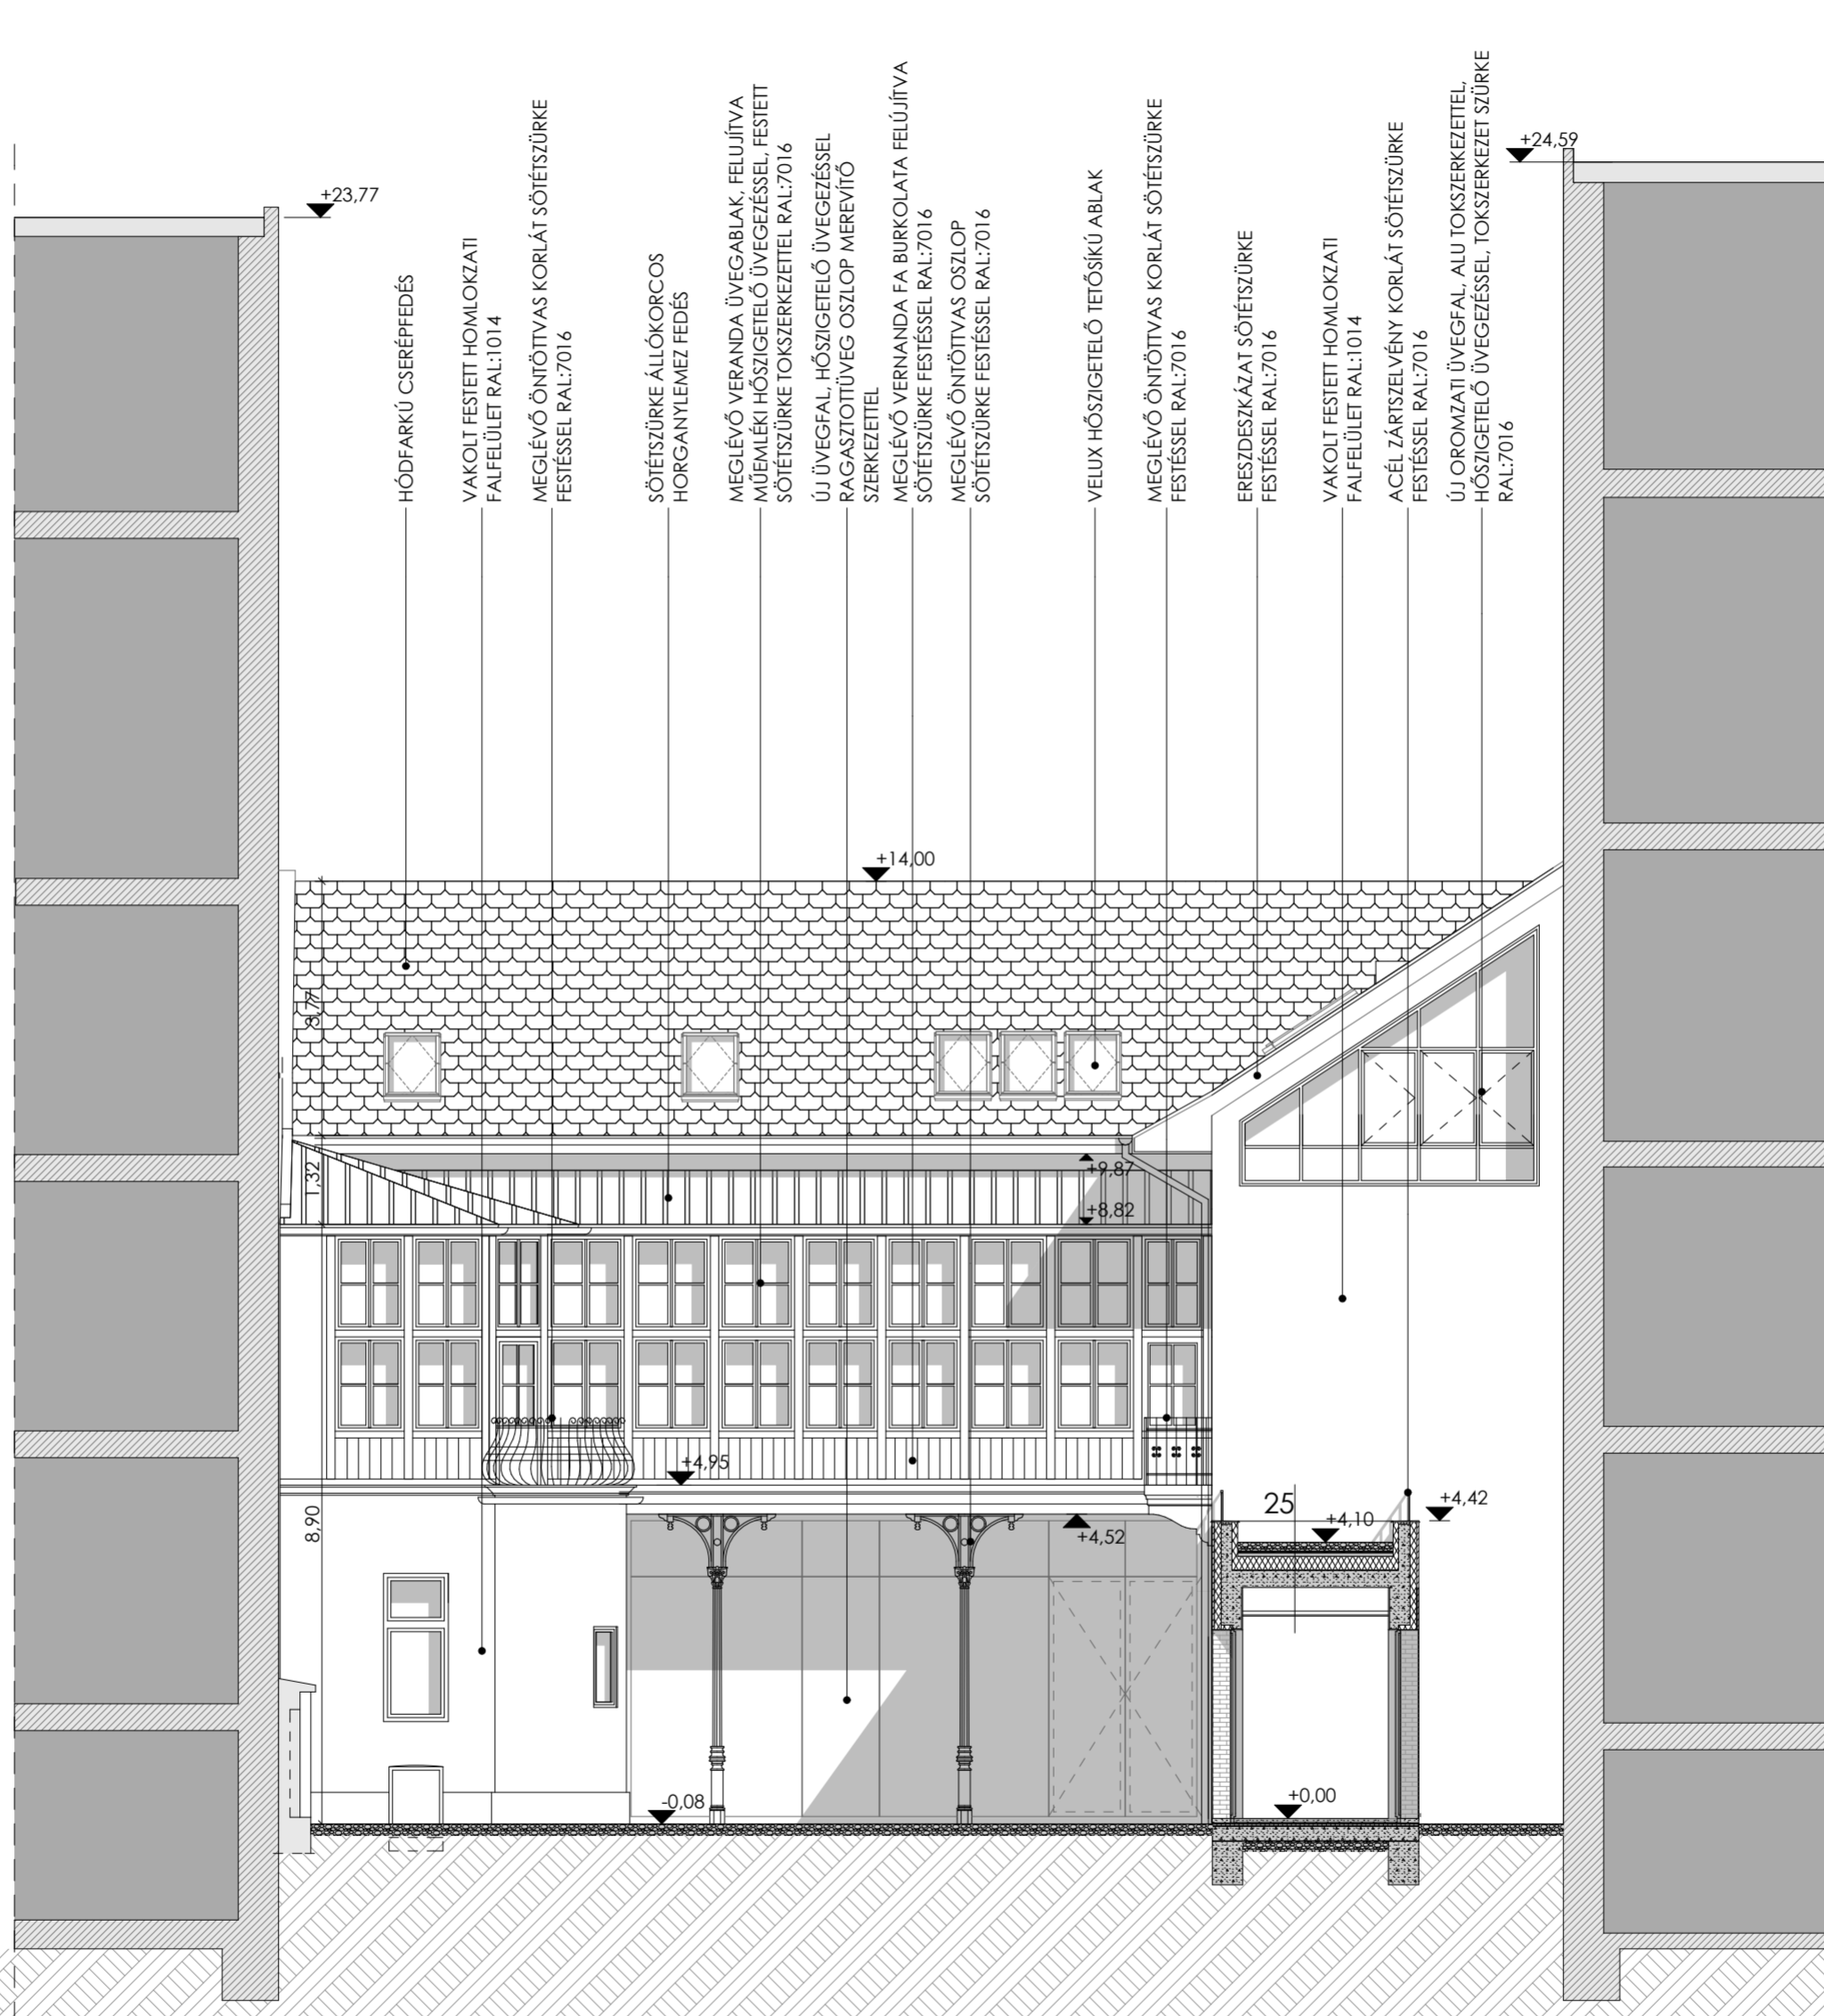 +24,59
+23,77
HÓDFARKÚ CSERÉPFEDÉS
VAKOLT FESTETT HOMLOKZATI
FALFELÜLET RAL:1014
MEGLÉVŐ ÖNTÖTTVAS KORLÁT SÖTÉTSZÜRKE
FESTÉSSEL RAL:7016
SÖTÉTSZÜRKE ÁLLÓKORCOS
HORGANYLEMEZ FEDÉS
MEGLÉVŐ VERANDA ÜVEGABLAK, FELUJÍTVA
MŰEMLÉKI HŐSZIGETELŐ ÜVEGEZÉSSEL, FESTETT
SÖTÉTSZÜRKE TOKSZERKEZETTEL RAL:7016
ÚJ ÜVEGFAL, HŐSZIGETELŐ ÜVEGEZÉSSEL
RAGASZTOTTÜVEG OSZLOP MEREVÍTŐ
SZERKEZETTEL
MEGLÉVŐ VERNANDA FA BURKOLATA FELÚJÍTVA
SÖTÉTSZÜRKE FESTÉSSEL RAL:7016
MEGLÉVŐ ÖNTÖTTVAS OSZLOP
SÖTÉTSZÜRKE FESTÉSSEL RAL:7016
VELUX HŐSZIGETELŐ TETŐSÍKÚ ABLAK
MEGLÉVŐ ÖNTÖTTVAS KORLÁT SÖTÉTSZÜRKE
FESTÉSSEL RAL:7016
ERESZDESZKÁZAT SÖTÉTSZÜRKE
FESTÉSSEL RAL:7016
VAKOLT FESTETT HOMLOKZATI
FALFELÜLET RAL:1014
ACÉL ZÁRTSZELVÉNY KORLÁT SÖTÉTSZÜRKE
FESTÉSSEL RAL:7016
ÚJ OROMZATI ÜVEGFAL, ALU TOKSZERKEZETTEL,
HŐSZIGETELŐ ÜVEGEZÉSSEL, TOKSZERKEZET SZÜRKE
RAL:7016
+14,00
3,77
1,32
+9,87
+8,82
+4,95
8,90
25
+4,42
+4,10
+4,52
-0,08
+0,00